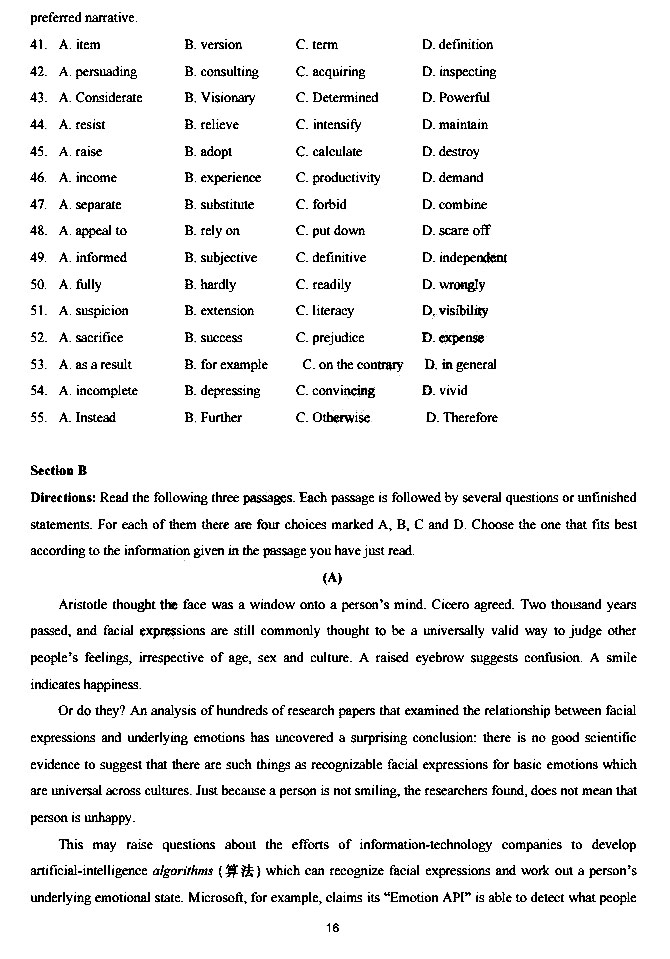 preferred narrative.
41. A. item B. version C. term D. definition
42. A. persuading B. consulting C. acquiring D. inspecting
43. A. Considerate B. Visionary C. Determined D. Powerful
44. A. resist B. relieve C. intensify D. maintain
45. A. raise B. adopt C. calculate D. destroy
46. A. income B. experience C. productivity D. demand
47. A. separate B. substitute C. forbid D. combine
48. A. appeal to B. rely on C. put down D. scare off
49. A. informed B. subjective C. definitive D. independent
50. A. fully B. hardly C. readily D. wrongly
51. A. suspicion B. extension C. literacy D, visibility
52. A. sacrifice B. success C. prejudice D. expense
53. A. as a result B. for example C. on the contrary D. in general
54. A. incomplete B. depressing C. convincing D. vivid
55. A. Instead B. Further C. Otherwise D. Therefore
Section B
Directions: Read the following three passages. Each passage is followed by several questions or unfinished
statements. For each of them there are four choices marked A, B, C and D. Choose the one that fits best
according to the information given in the passage you have just read.
(A)
Aristotle thought the face was a window onto a person's mind. Cicero agreed. Two thousand years
passed, and facial expressions are still commonly thought to be a universally valid way to judge other
people's feelings, irrespective of age, sex and culture. A raised eyebrow suggests confusion. A smile
indicates happiness.
Or do they? An analysis of hundreds of research papers that examined the relationship between facial
expressions and underlying emotions has uncovered a surprising conclusion: there is no good scientific
evidence to suggest that there are such things as recognizable facial expressions for basic emotions which
are universal across cultures. Just because a person is not smiling, the researchers found, does not mean that
person is unhappy.
This may raise questions about the efforts of information-technology companies to develop
artificial-intelligence algorithms (算法) which can recognize facial expressions and work out a person's
underlying emotional state. Microsoft, for example, claims its "Emotion API" is able to detect what people
16